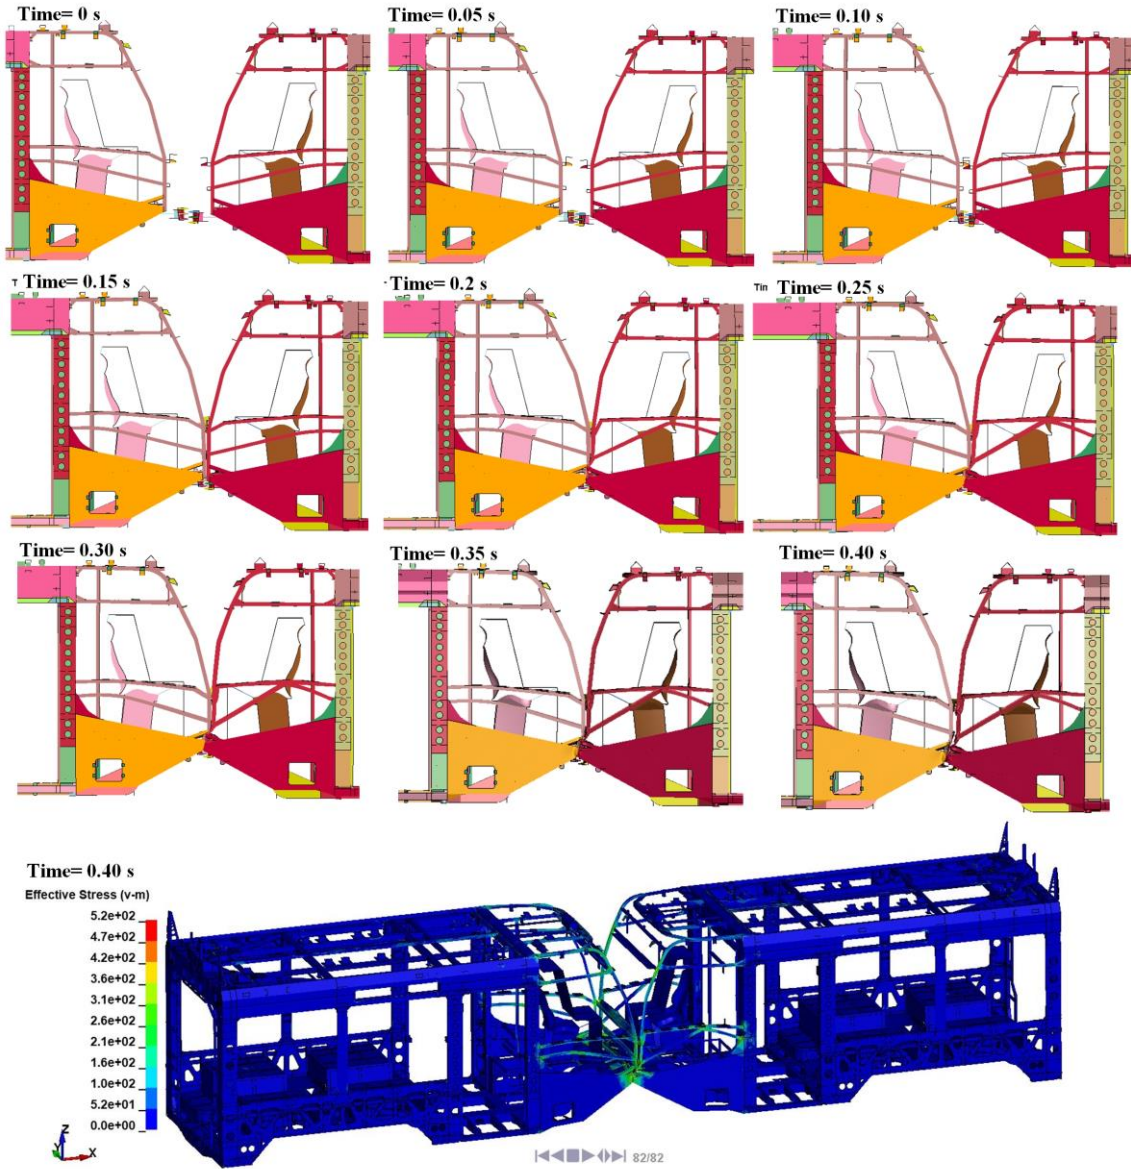 Time= 0 s
Time= 0.05 s
Time= 0.10 s
T Time= 0.15 s
Time= 0.2 s
Tin Time= 0.25 s
Time= 0.30 s
Time= 0.35 s
Time= 0.40 s
Time= 0.40 s
Effective Stress (v-m)
5.2e+02
4.7e+02
4.2e+02
3.6e+02
3.1e+02
2.6e+02
2.1e+02
1.6e+02
1.0e+02
5.2e+01
0.0e+00
Z
Y
X
82/82